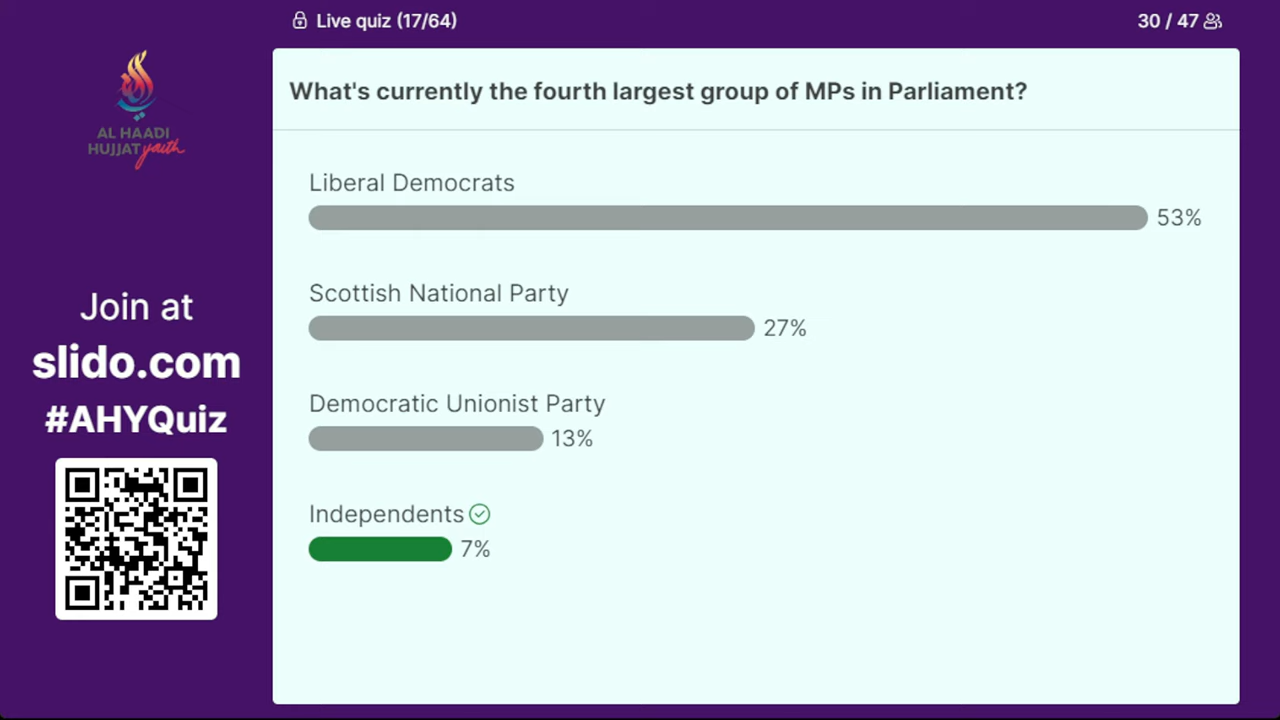 Live quiz (17/64)
30 / 47
AL HAADI
HUJJAT youth
Join at
slido.com
#AHYQuiz
What's currently the fourth largest group of MPs in Parliament?
Liberal Democrats
53%
Scottish National Party
27%
Democratic Unionist Party
13%
Independents
7%